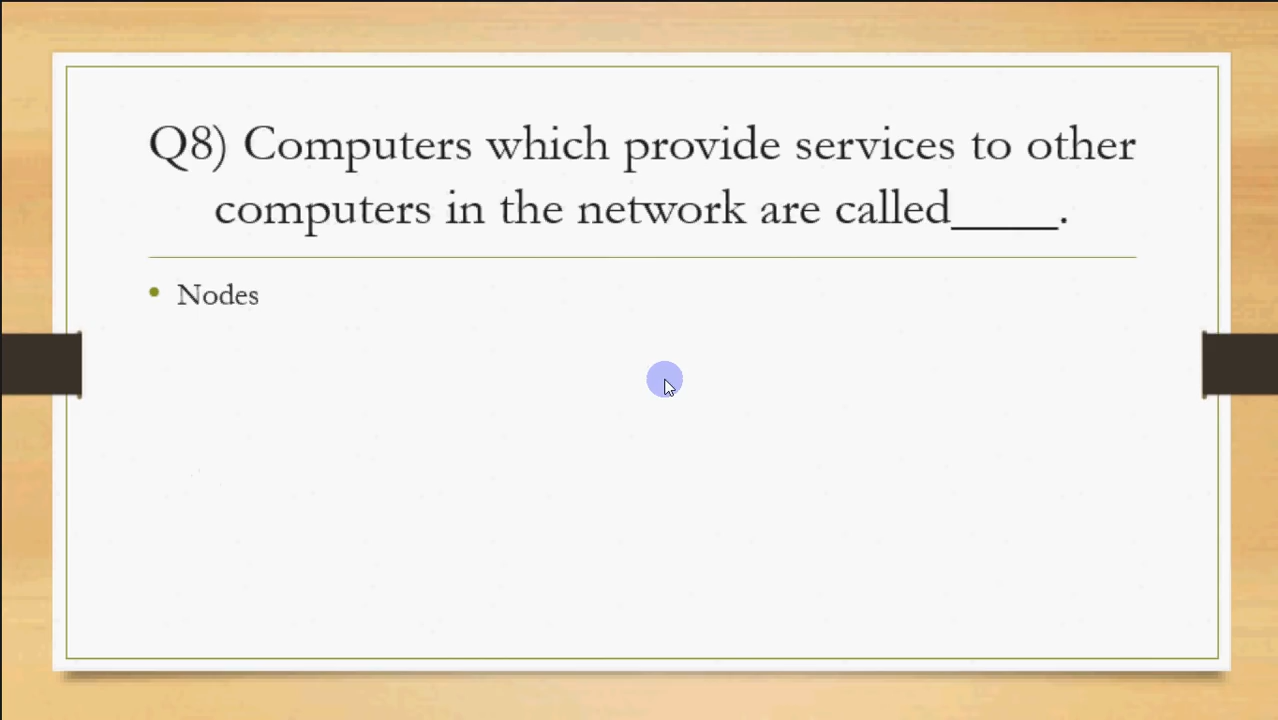 Q8) Computers which provide services to other
computers in the network are called_____.
• Nodes